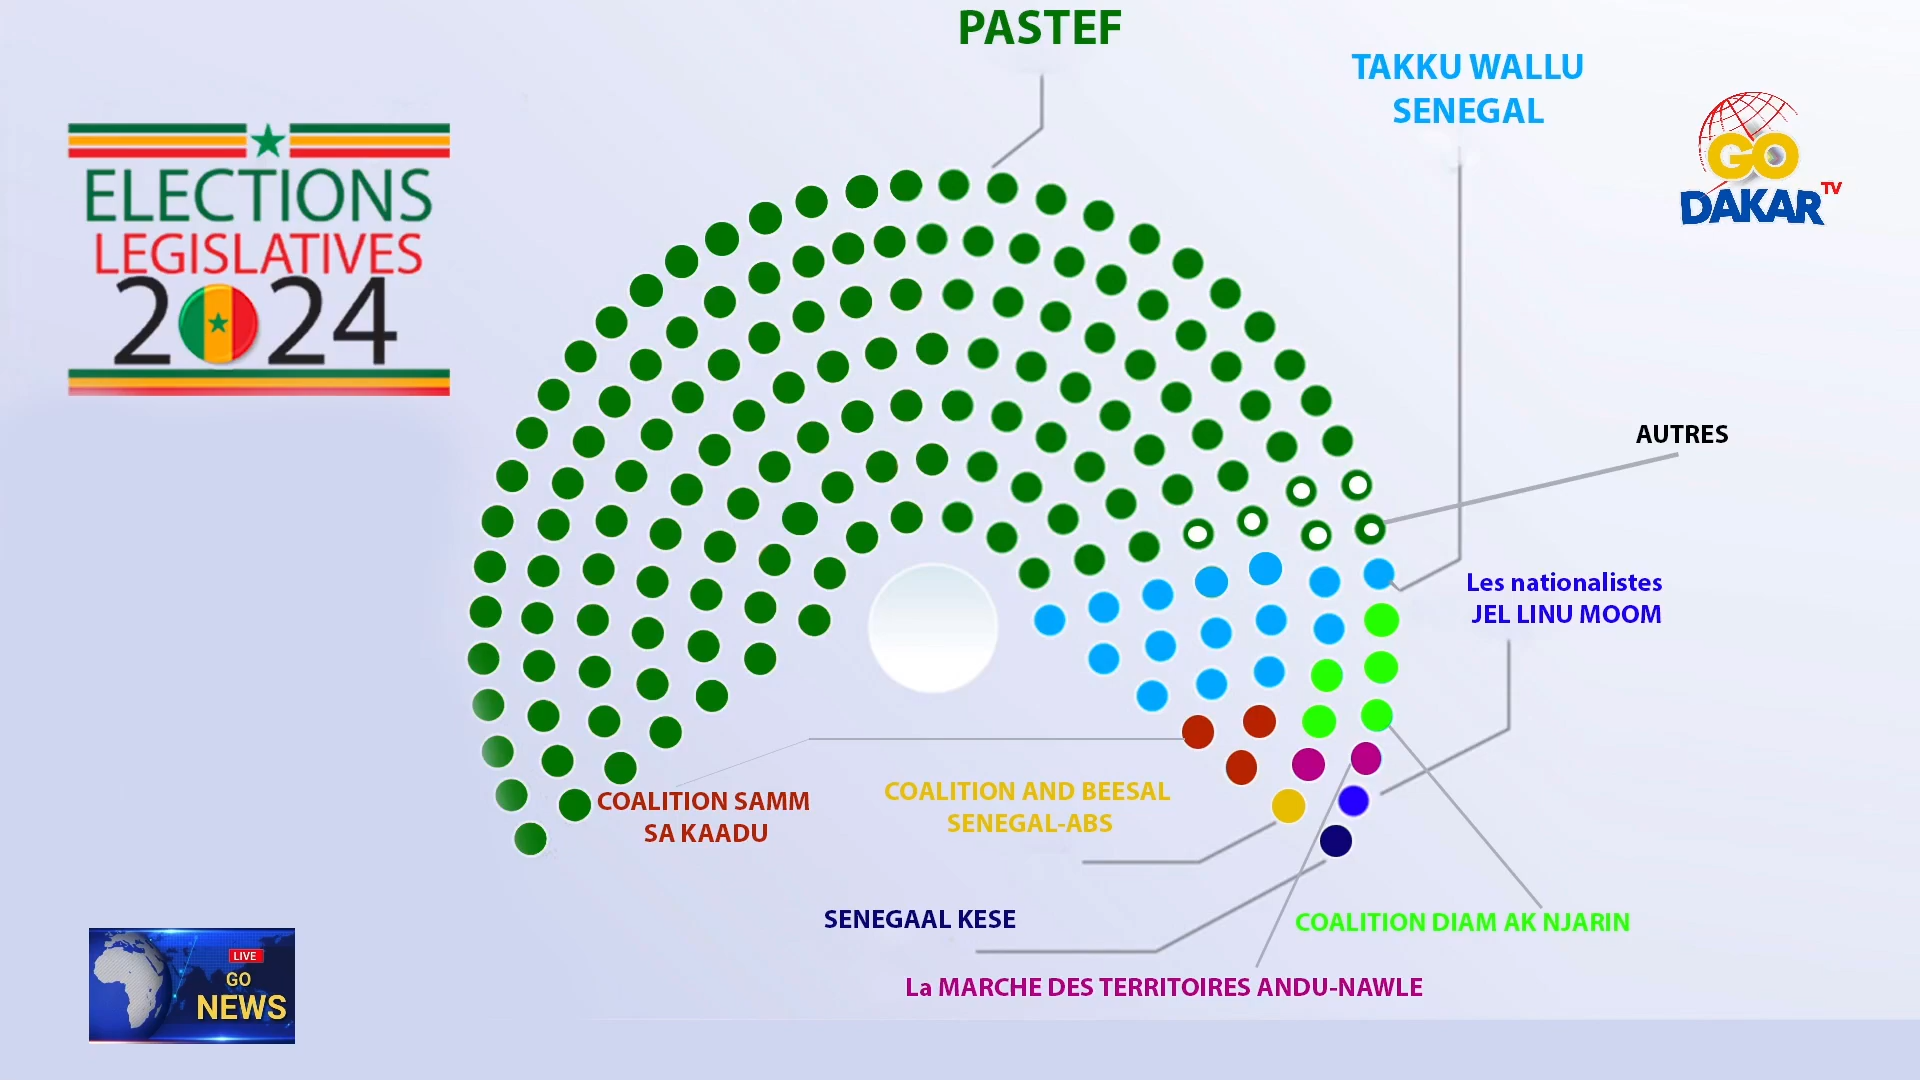 PASTEF
TAKKU WALLU
SENEGAL
GO
DAKAR TV
ELECTIONS
LEGISLATIVES
2024
AUTRES
Les nationalistes
JEL LINU MOOM
COALITION SAMM
SA KAADU
COALITION AND BEESAL
SENEGAL-ABS
SENEGAAL KESE
COALITION DIAM AK NJARIN
La MARCHE DES TERRITOIRES ANDU-NAWLE
LIVE
GO
NEWS